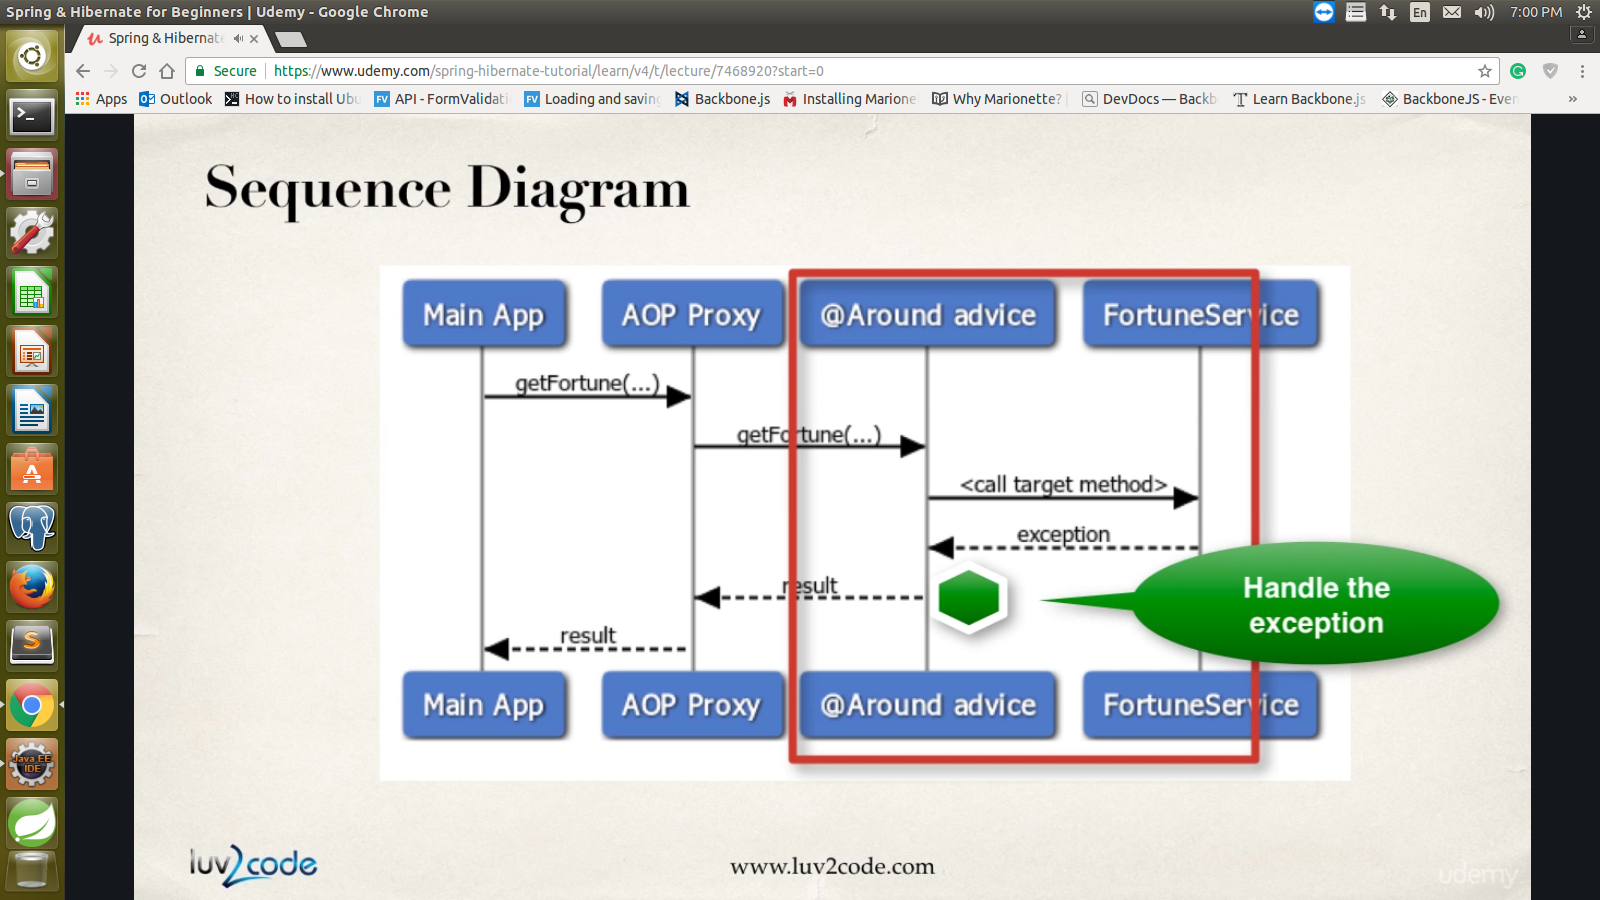 Spring & Hibernate for Beginners | Udemy - Google Chrome
En
7:00 PM
Spring & Hibernate
Secure
https://www.udemy.com/spring-hibernate-tutorial/learn/v4/t/lecture/7468920?start=0
Apps
Outlook
How to install Ubu
API - FormValidati
Loading and saving
Backbone.js
Installing Marione
Why Marionette?
DevDocs — Backb
Learn Backbone.js
BackboneJS - Even
»
Sequence Diagram
Main App
AOP Proxy
@Around advice
FortuneService
getFortune(...)
getFortune(...)
<call target method>
exception
result
result
Handle the
exception
Main App
AOP Proxy
@Around advice
FortuneService
luv2code
www.luv2code.com
udemy
Java EE
IDE